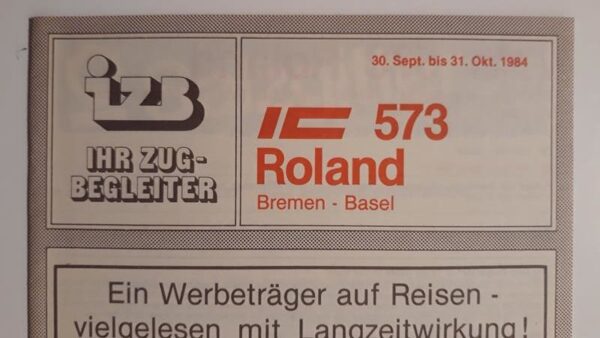 izb
IHR ZUG-
BEGLEITER
30. Sept. bis 31. Okt. 1984
IC 573
Roland
Bremen - Basel
Ein Werbeträger auf Reisen -
vielgelesen mit Langzeitwirkung!